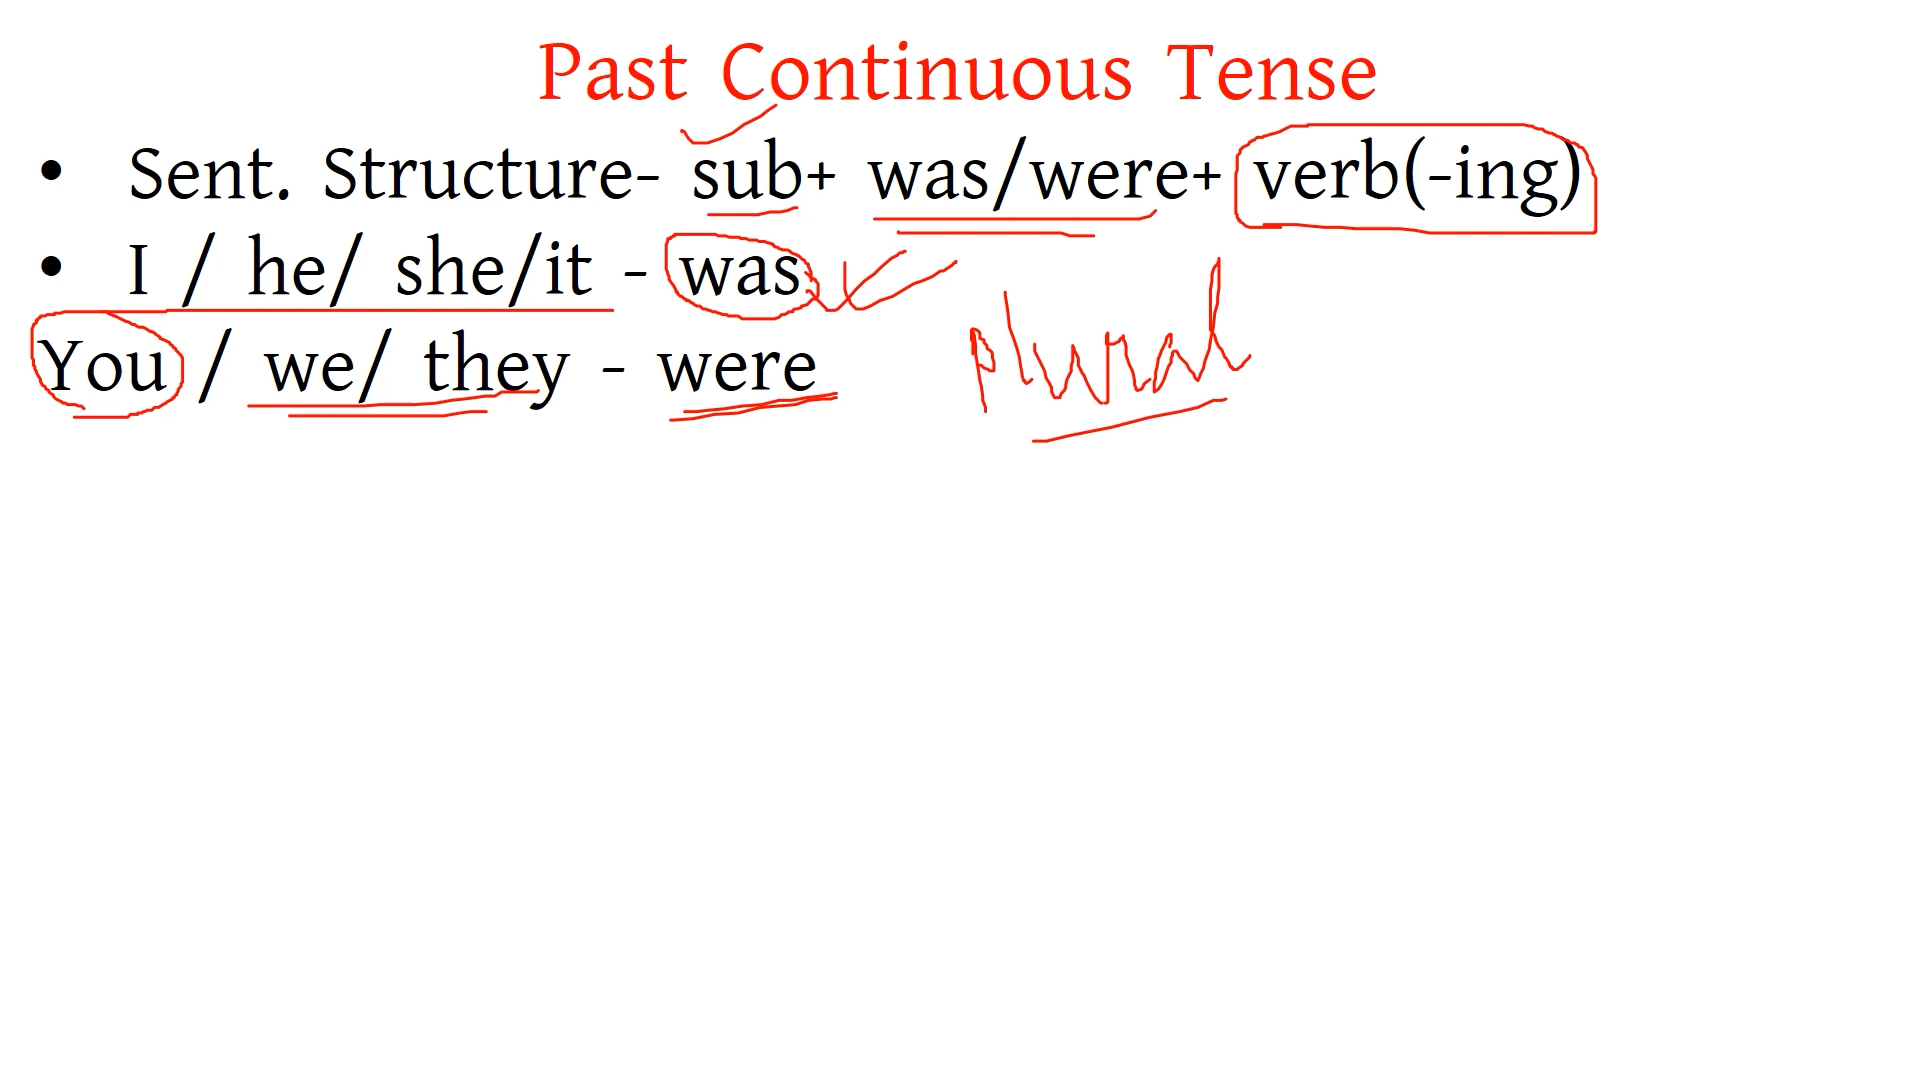 Past Continuous Tense
• Sent. Structure- sub+ was/were+ verb(-ing)
• I / he/ she/it - was
You / we/ they - were
plural